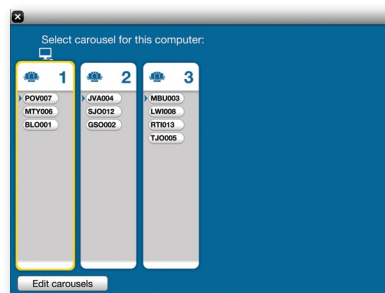 Select carousel for this computer:
1
POV007
MTY006
BLO001
2
JVA004
SJO012
GSO002
3
MBU003
LWI008
RTI013
TJO005
Edit carousels